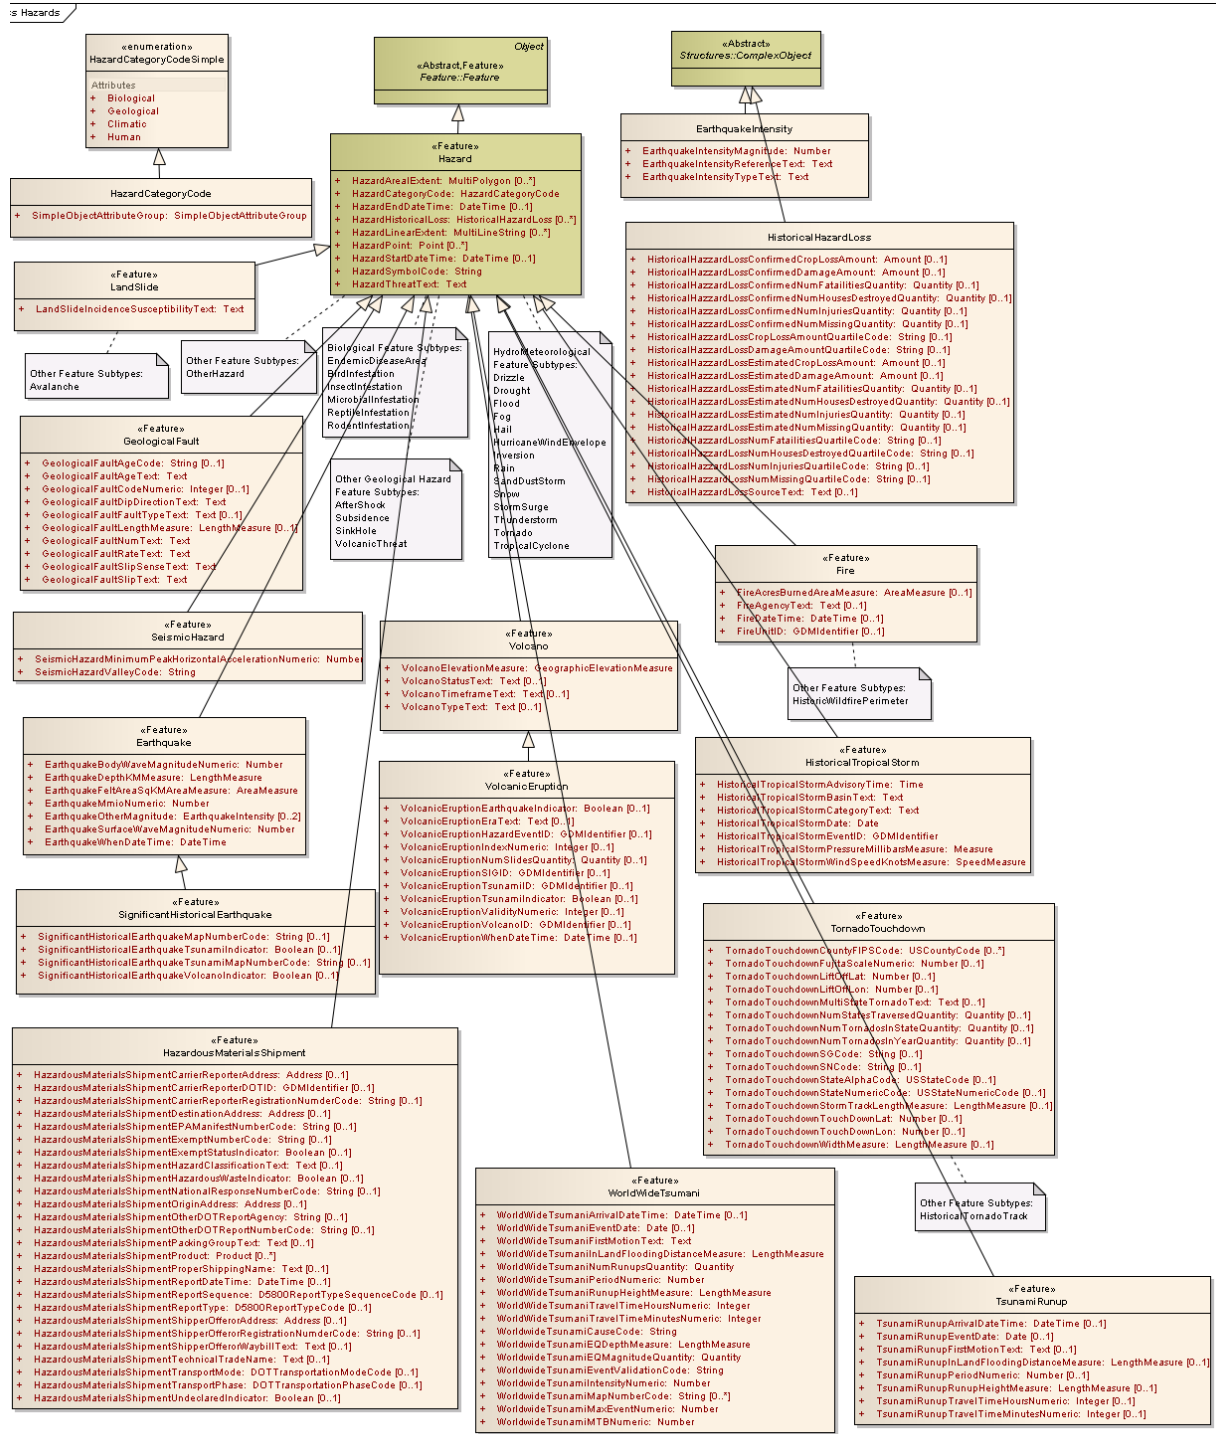 s Hazards
«enumeration»
HazardCategoryCodeSimple
Attributes
+ Biological
+ Geological
+ Climatic
+ Human
Object
«Abstract,Feature»
Feature::Feature
«Abstract»
Structures::ComplexObject
HazardCategoryCode
+ SimpleObjectAttributeGroup: SimpleObjectAttributeGroup
«Feature»
Hazard
+ HazardArealExtent: MultiPolygon [0..*]
+ HazardCategoryCode: HazardCategoryCode
+ HazardEndDateTime: DateTime [0..1]
+ HazardHistoricalLoss: HistoricalHazardLoss [0..*]
+ HazardLinearExtent: MultiLineString [0..*]
+ HazardPoint: Point [0..*]
+ HazardStartDateTime: DateTime [0..1]
+ HazardSymbolCode: String
+ HazardThreatText: Text
EarthquakeIntensity
+ EarthquakeIntensityMagnitude: Number
+ EarthquakeIntensityReferenceText: Text
+ EarthquakeIntensityTypeText: Text
HistoricalHazardLoss
+ HistoricalHazzardLossConfirmedCropLossAmount: Amount [0..1]
+ HistoricalHazzardLossConfirmedDamageAmount: Amount [0..1]
+ HistoricalHazzardLossConfirmedNumFatailitiesQuantity: Quantity [0..1]
+ HistoricalHazzardLossConfirmedNumHousesDestroyedQuantity: Quantity [0..1]
+ HistoricalHazzardLossConfirmedNumInjuriesQuantity: Quantity [0..1]
+ HistoricalHazzardLossConfirmedNumMissingQuantity: Quantity [0..1]
+ HistoricalHazzardLossCropLossAmountQuartileCode: String [0..1]
+ HistoricalHazzardLossDamageAmountQuartileCode: String [0..1]
+ HistoricalHazzardLossEstimatedCropLossAmount: Amount [0..1]
+ HistoricalHazzardLossEstimatedDamageAmount: Amount [0..1]
+ HistoricalHazzardLossEstimatedNumFatailitiesQuantity: Quantity [0..1]
+ HistoricalHazzardLossEstimatedNumHousesDestroyedQuantity: Quantity [0..1]
+ HistoricalHazzardLossEstimatedNumInjuriesQuantity: Quantity [0..1]
+ HistoricalHazzardLossEstimatedNumMissingQuantity: Quantity [0..1]
+ HistoricalHazzardLossNumFatailitiesQuartileCode: String [0..1]
+ HistoricalHazzardLossNumHousesDestroyedQuartileCode: String [0..1]
+ HistoricalHazzardLossNumInjuriesQuartileCode: String [0..1]
+ HistoricalHazzardLossNumMissingQuartileCode: String [0..1]
+ HistoricalHazzardLossSourceText: Text [0..1]
«Feature»
LandSlide
+ LandSlideIncidenceSusceptibilityText: Text
Other Feature Subtypes:
Avalanche
Other Feature Subtypes:
OtherHazard
Biological Feature Subtypes:
EndemicDiseaseArea
BirdInfestation
InsectInfestation
MicrobialInfestation
ReptileInfestation
RodentInfestation
HydroMeteorological
Feature Subtypes:
Drizzle
Drought
Flood
Fog
Hail
HurricaneWindEnvelope
Inversion
Rain
SandDustStorm
Snow
StormSurge
Thunderstorm
Tornado
TropicalCyclone
Other Geological Hazard
Feature Subtypes:
AfterShock
Subsidence
SinkHole
VolcanicThreat
«Feature»
GeologicalFault
+ GeologicalFaultAgeCode: String [0..1]
+ GeologicalFaultAgeText: Text
+ GeologicalFaultCodeNumeric: Integer [0..1]
+ GeologicalFaultDipDirectionText: Text
+ GeologicalFaultFaultTypeText: Text [0..1]
+ GeologicalFaultLengthMeasure: LengthMeasure [0..1]
+ GeologicalFaultNumText: Text
+ GeologicalFaultRateText: Text
+ GeologicalFaultSlipSenseText: Text
+ GeologicalFaultSlipText: Text
«Feature»
SeismicHazard
+ SeismicHazardMinimumPeakHorizontalAccelerationNumeric: Number
+ SeismicHazardValleyCode: String
«Feature»
Earthquake
+ EarthquakeBodyWaveMagnitudeNumeric: Number
+ EarthquakeDepthKMMeasure: LengthMeasure
+ EarthquakeFeltAreaSqKMAreaMeasure: AreaMeasure
+ EarthquakeMmioNumeric: Number
+ EarthquakeOtherMagnitude: EarthquakeIntensity [0..2]
+ EarthquakeSurfaceWaveMagnitudeNumeric: Number
+ EarthquakeWhenDateTime: DateTime
«Feature»
SignificantHistoricalEarthquake
+ SignificantHistoricalEarthquakeMapNumberCode: String [0..1]
+ SignificantHistoricalEarthquakeTsunamiIndicator: Boolean [0..1]
+ SignificantHistoricalEarthquakeTsunamiMapNumberCode: String [0..1]
+ SignificantHistoricalEarthquakeVolcanoIndicator: Boolean [0..1]
«Feature»
Volcano
+ VolcanoElevationMeasure: GeographicElevationMeasure
+ VolcanoStatusText: Text [0..1]
+ VolcanoTimeframeText: Text [0..1]
+ VolcanoTypeText: Text [0..1]
«Feature»
VolcanicEruption
+ VolcanicEruptionEarthquakeIndicator: Boolean [0..1]
+ VolcanicEruptionEraText: Text [0..1]
+ VolcanicEruptionHazardEventID: GDMIdentifier [0..1]
+ VolcanicEruptionIndexNumeric: Integer [0..1]
+ VolcanicEruptionNumSlidesQuantity: Quantity [0..1]
+ VolcanicEruptionSIGID: GDMIdentifier [0..1]
+ VolcanicEruptionTsunamiID: GDMIdentifier [0..1]
+ VolcanicEruptionTsunamiIndicator: Boolean [0..1]
+ VolcanicEruptionValidityNumeric: Integer [0..1]
+ VolcanicEruptionVolcanoID: GDMIdentifier [0..1]
+ VolcanicEruptionWhenDateTime: DateTime [0..1]
«Feature»
Fire
+ FireAcresBurnedAreaMeasure: AreaMeasure [0..1]
+ FireAgencyText: Text [0..1]
+ FireDateTime: DateTime [0..1]
+ FireUnitID: GDMIdentifier [0..1]
Other Feature Subtypes:
HistoricWildfirePerimeter
«Feature»
HistoricalTropicalStorm
+ HistoricalTropicalStormAdvisoryTime: Time
+ HistoricalTropicalStormBasinText: Text
+ HistoricalTropicalStormCategoryText: Text
+ HistoricalTropicalStormDate: Date
+ HistoricalTropicalStormEventID: GDMIdentifier
+ HistoricalTropicalStormPressureMillibarsMeasure: Measure
+ HistoricalTropicalStormWindSpeedKnotsMeasure: SpeedMeasure
«Feature»
TornadoTouchdown
+ TornadoTouchdownCountyFIPSCode: USCountyCode [0..*]
+ TornadoTouchdownFujitaScaleNumeric: Number [0..1]
+ TornadoTouchdownLiftOffLat: Number [0..1]
+ TornadoTouchdownLiftOffLon: Number [0..1]
+ TornadoTouchdownMultiStateTornadoText: Text [0..1]
+ TornadoTouchdownNumStatesTraversedQuantity: Quantity [0..1]
+ TornadoTouchdownNumTornadosInStateQuantity: Quantity [0..1]
+ TornadoTouchdownNumTornadosInYearQuantity: Quantity [0..1]
+ TornadoTouchdownSGCode: String [0..1]
+ TornadoTouchdownSNCode: String [0..1]
+ TornadoTouchdownStateAlphaCode: USStateCode [0..1]
+ TornadoTouchdownStateNumericCode: USStateNumericCode [0..1]
+ TornadoTouchdownStormTrackLengthMeasure: LengthMeasure [0..1]
+ TornadoTouchdownTouchDownLat: Number [0..1]
+ TornadoTouchdownTouchDownLon: Number [0..1]
+ TornadoTouchdownWidthMeasure: LengthMeasure [0..1]
Other Feature Subtypes:
HistoricalTornadoTrack
«Feature»
HazardousMaterialsShipment
+ HazardousMaterialsShipmentCarrierReporterAddress: Address [0..1]
+ HazardousMaterialsShipmentCarrierReporterDOTID: GDMIdentifier [0..1]
+ HazardousMaterialsShipmentCarrierReporterRegistrationNumderCode: String [0..1]
+ HazardousMaterialsShipmentDestinationAddress: Address [0..1]
+ HazardousMaterialsShipmentEPAManifestNumberCode: String [0..1]
+ HazardousMaterialsShipmentExemptNumberCode: String [0..1]
+ HazardousMaterialsShipmentExemptStatusIndicator: Boolean [0..1]
+ HazardousMaterialsShipmentHazardClassificationText: Text [0..1]
+ HazardousMaterialsShipmentHazardousWasteIndicator: Boolean [0..1]
+ HazardousMaterialsShipmentNationalResponseNumberCode: String [0..1]
+ HazardousMaterialsShipmentOriginAddress: Address [0..1]
+ HazardousMaterialsShipmentOtherDOTReportAgency: String [0..1]
+ HazardousMaterialsShipmentOtherDOTReportNumberCode: String [0..1]
+ HazardousMaterialsShipmentPackingGroupText: Text [0..1]
+ HazardousMaterialsShipmentProduct: Product [0..*]
+ HazardousMaterialsShipmentProperShippingName: Text [0..1]
+ HazardousMaterialsShipmentReportDateTime: DateTime [0..1]
+ HazardousMaterialsShipmentReportSequence: D5800ReportTypeSequenceCode [0..1]
+ HazardousMaterialsShipmentReportType: D5800ReportTypeCode [0..1]
+ HazardousMaterialsShipmentShipperOfferorAddress: Address [0..1]
+ HazardousMaterialsShipmentShipperOfferorRegistrationNumderCode: String [0..1]
+ HazardousMaterialsShipmentShipperOfferorWaybillText: Text [0..1]
+ HazardousMaterialsShipmentTechnicalTradeName: Text [0..1]
+ HazardousMaterialsShipmentTransportMode: DOTTransportationModeCode [0..1]
+ HazardousMaterialsShipmentTransportPhase: DOTTransportationPhaseCode [0..1]
+ HazardousMaterialsShipmentUndeclaredIndicator: Boolean [0..1]
«Feature»
WorldWideTsumani
+ WorldWideTsumaniArrivalDateTime: DateTime [0..1]
+ WorldWideTsumaniEventDate: Date [0..1]
+ WorldWideTsumaniFirstMotionText: Text
+ WorldWideTsumaniInLandFloodingDistanceMeasure: LengthMeasure
+ WorldWideTsumaniNumRunupsQuantity: Quantity
+ WorldWideTsumaniPeriodNumeric: Number
+ WorldWideTsumaniRunupHeightMeasure: LengthMeasure
+ WorldWideTsumaniTravelTimeHoursNumeric: Integer
+ WorldWideTsumaniTravelTimeMinutesNumeric: Integer
+ WorldwideTsunamiCauseCode: String
+ WorldwideTsunamiEQDepthMeasure: LengthMeasure
+ WorldwideTsunamiEQMagnitudeQuantity: Quantity
+ WorldwideTsunamiEventValidationCode: String
+ WorldwideTsunamiIntensityNumeric: Number
+ WorldwideTsunamiMapNumberCode: String [0..*]
+ WorldwideTsunamiMaxEventNumeric: Number
+ WorldwideTsunamiMTBNumeric: Number
«Feature»
TsunamiRunup
+ TsunamiRunupArrivalDateTime: DateTime [0..1]
+ TsunamiRunupEventDate: Date [0..1]
+ TsunamiRunupFirstMotionText: Text [0..1]
+ TsunamiRunupInLandFloodingDistanceMeasure: LengthMeasure [0..1]
+ TsunamiRunupPeriodNumeric: Number [0..1]
+ TsunamiRunupRunupHeightMeasure: LengthMeasure [0..1]
+ TsunamiRunupTravelTimeHoursNumeric: Integer [0..1]
+ TsunamiRunupTravelTimeMinutesNumeric: Integer [0..1]